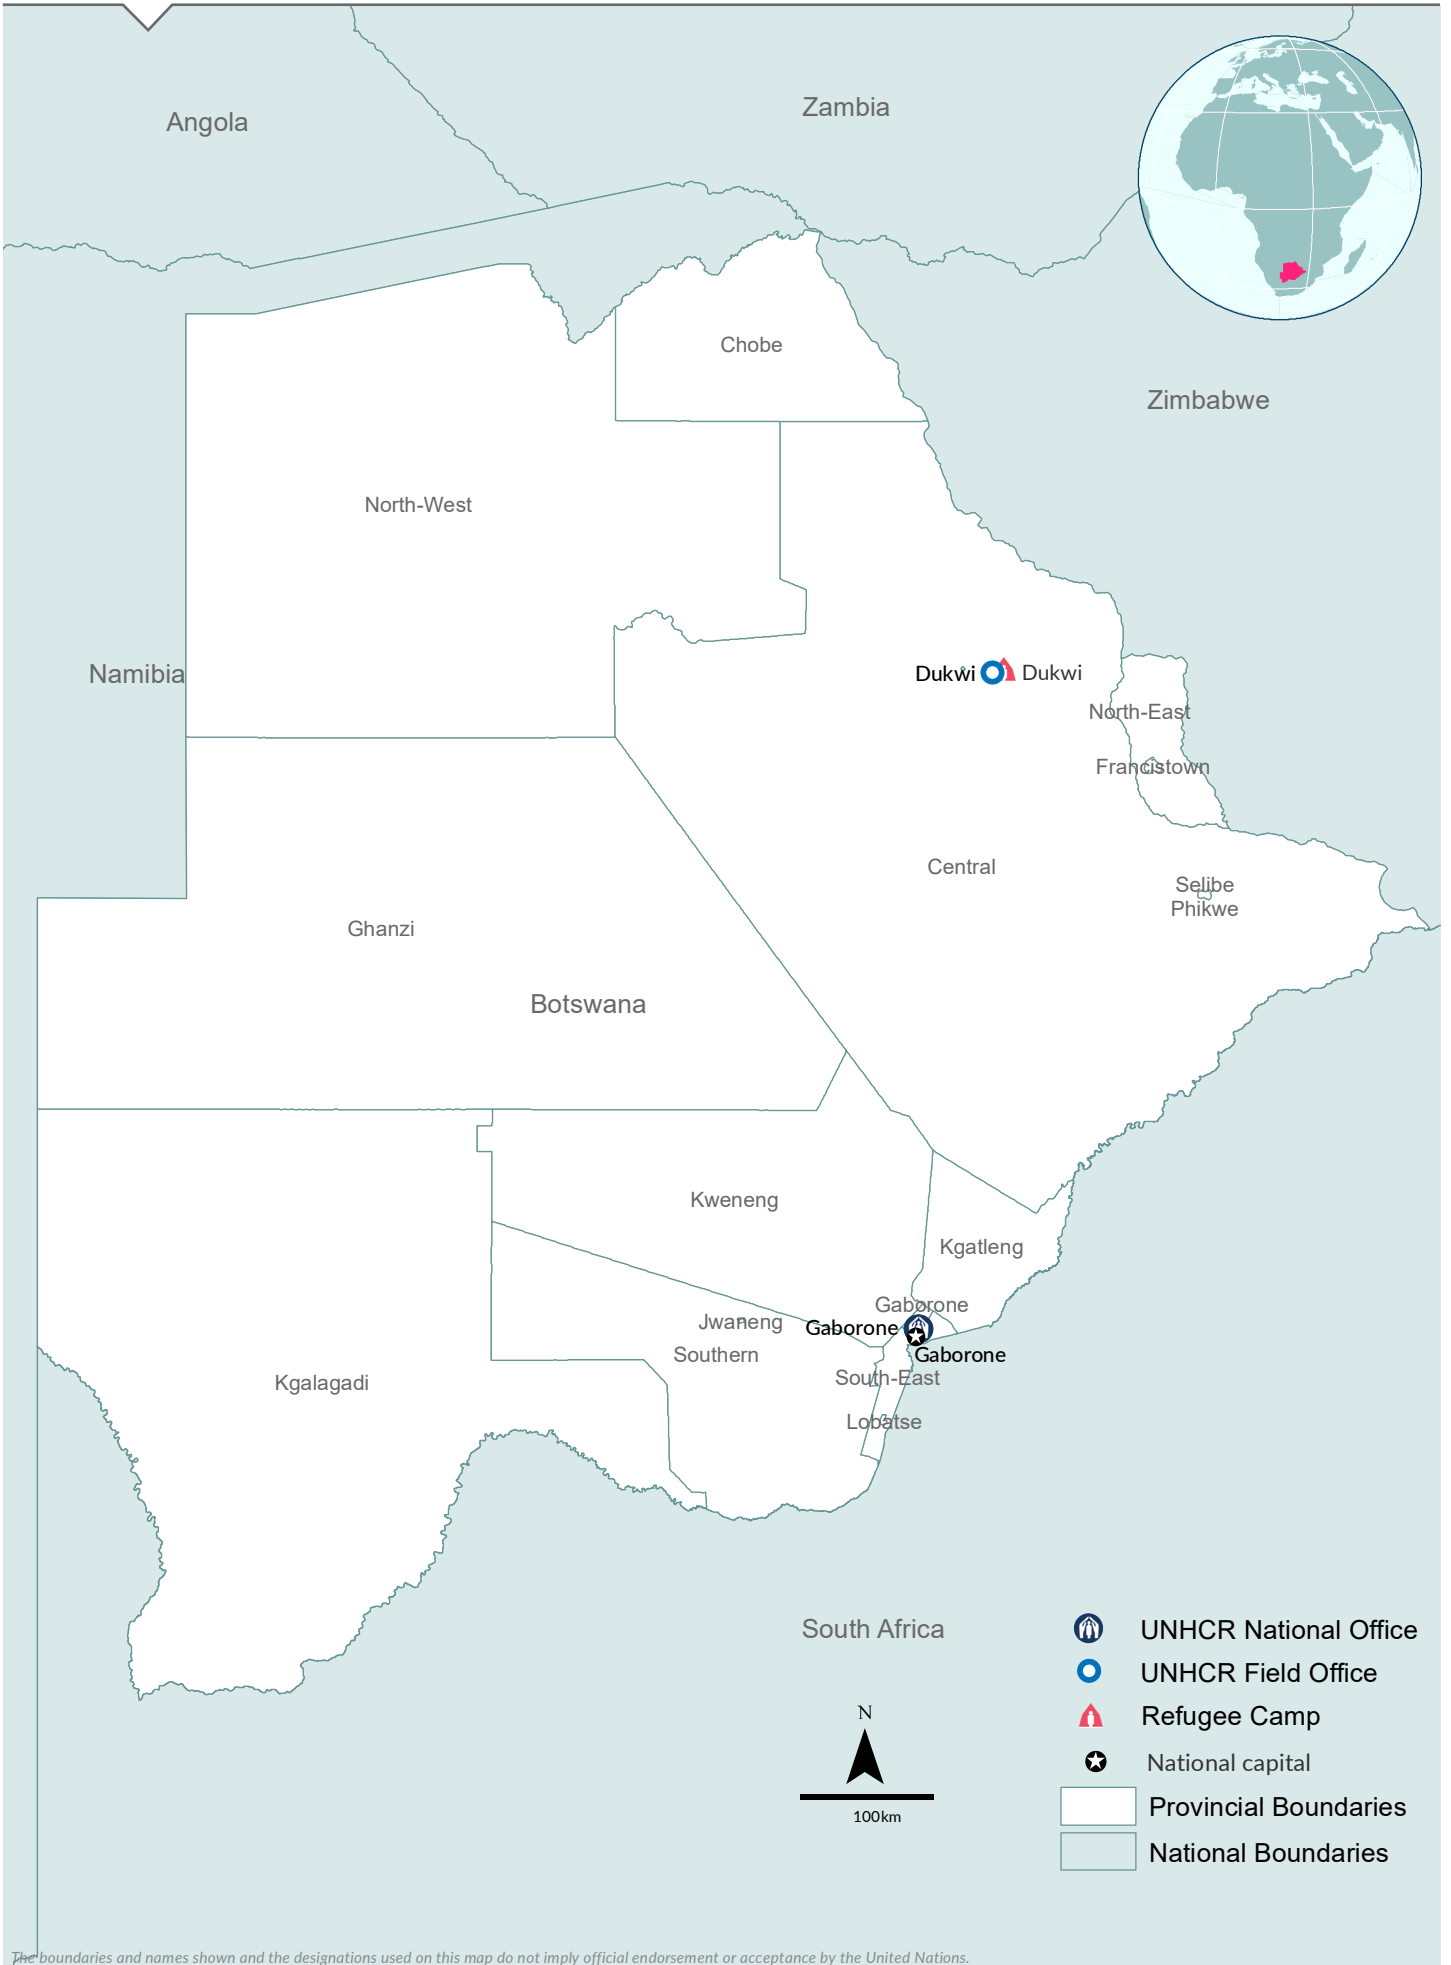 Angola
Zambia
Chobe
Zimbabwe
North-West
Namibia
Dukwi
Dukwi
North-East
Francistown
Central
Selibe
Phikwe
Ghanzi
Botswana
Kweneng
Kgatleng
Gaborone
Jwaneng
Gaborone
Southern
Gaborone
South-East
Kgalagadi
Lobatse
South Africa
UNHCR National Office
UNHCR Field Office
Refugee Camp
N
National capital
100km
Provincial Boundaries
National Boundaries
The boundaries and names shown and the designations used on this map do not imply official endorsement or acceptance by the United Nations.